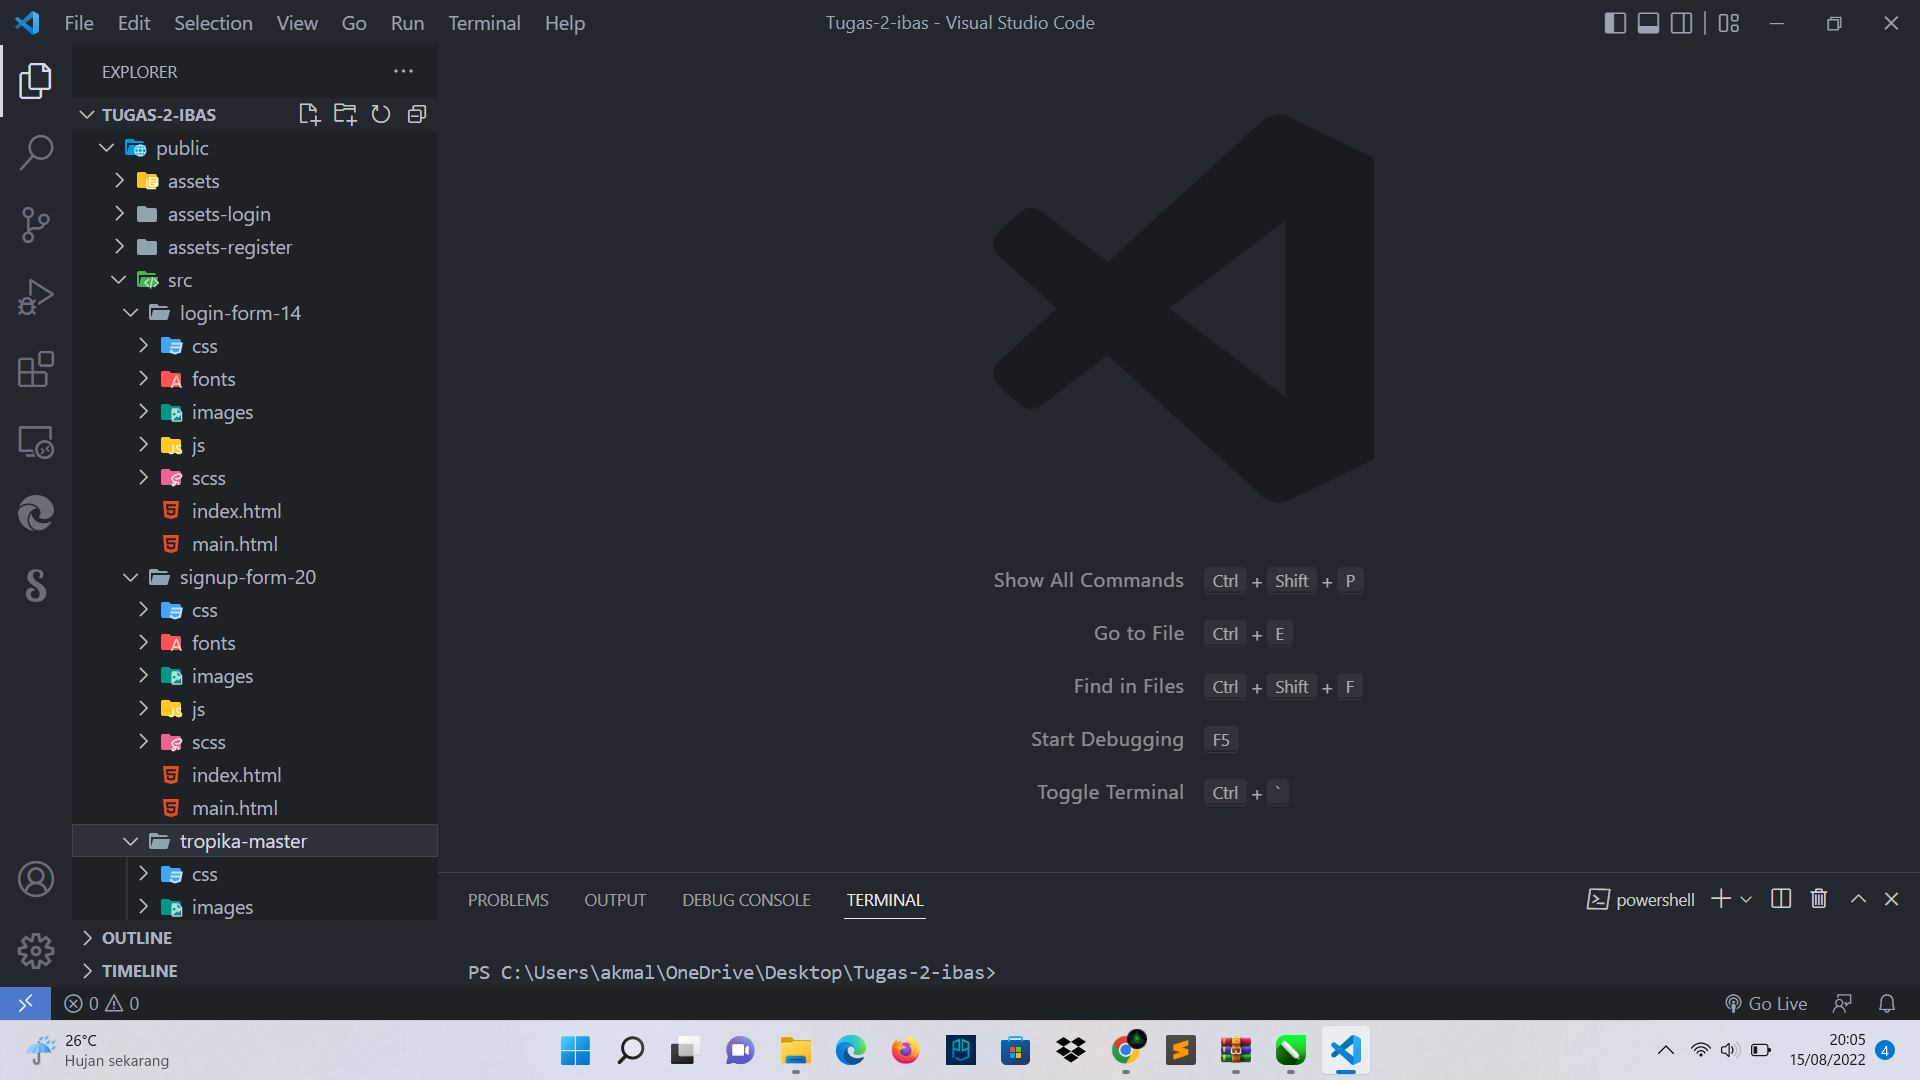 File Edit Selection View Go Run Terminal Help
Tugas-2-ibas - Visual Studio Code
EXPLORER
TUGAS-2-IBAS
public
assets
assets-login
assets-register
src
login-form-14
css
fonts
images
js
scss
index.html
main.html
signup-form-20
css
fonts
images
js
scss
index.html
main.html
tropika-master
css
images
OUTLINE
TIMELINE
Show All Commands Ctrl + Shift + P
Go to File Ctrl + E
Find in Files Ctrl + Shift + F
Start Debugging F5
Toggle Terminal Ctrl + `
PROBLEMS OUTPUT DEBUG CONSOLE TERMINAL
powershell
PS C:\Users\akmal\OneDrive\Desktop\Tugas-2-ibas>
0 0
Go Live
26°C
Hujan sekarang
20:05
15/08/2022
4